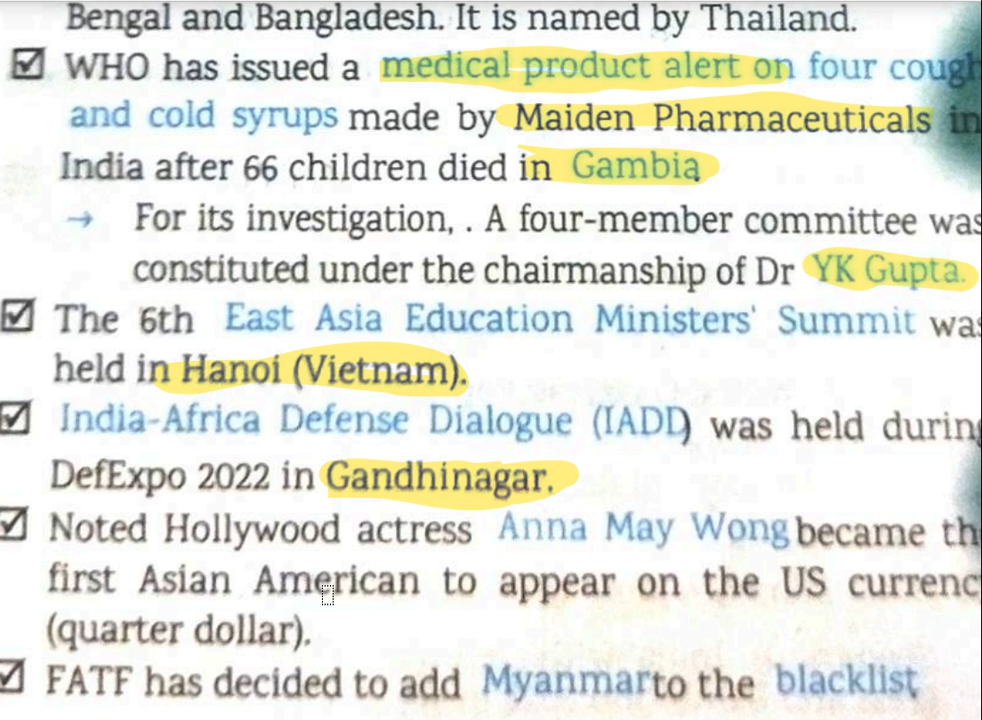 Bengal and Bangladesh. It is named by Thailand.
☑ WHO has issued a medical product alert on four cough
and cold syrups made by Maiden Pharmaceuticals in
India after 66 children died in Gambia
→ For its investigation, . A four-member committee was
constituted under the chairmanship of Dr YK Gupta.
☑ The 6th East Asia Education Ministers' Summit was
held in Hanoi (Vietnam).
☑ India-Africa Defense Dialogue (IADD) was held during
DefExpo 2022 in Gandhinagar.
☑ Noted Hollywood actress Anna May Wong became th
first Asian American to appear on the US currenc
(quarter dollar).
☑ FATF has decided to add Myanmar to the blacklist